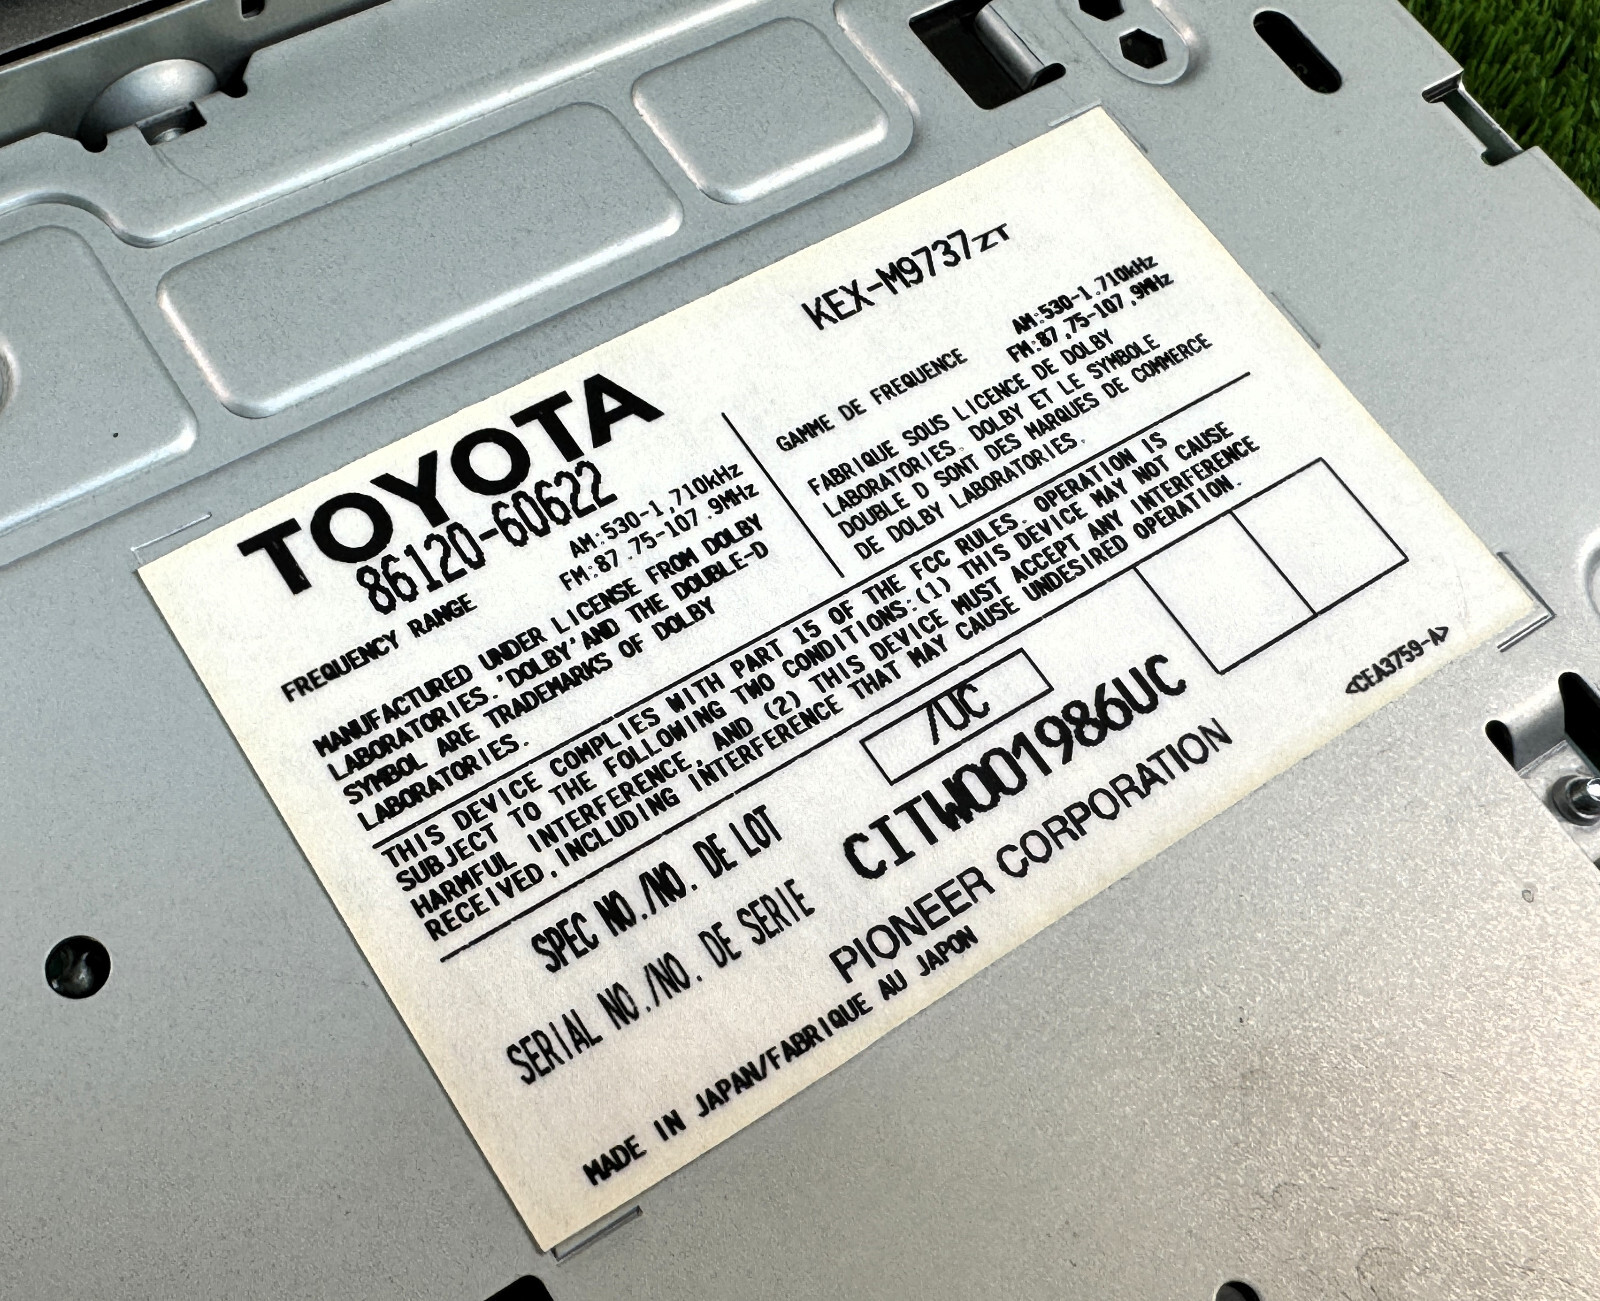 TOYOTA
86120-60622
FREQUENCY RANGE
AM:530-1,710kHz
FM:87.75-107.9MHz
MANUFACTURED UNDER LICENSE FROM DOLBY
LABORATORIES.'DOLBY'AND THE DOUBLE-D
SYMBOL ARE TRADEMARKS OF DOLBY
LABORATORIES.
KEX-M9737ZT
GAMME DE FREQUENCE
AM:530-1,710kHz
FM:87,75-107,9MHz
FABRIQUE SOUS LICENCE DE DOLBY
LABORATORIES. DOLBY ET LE SYMBOLE
DOUBLE D SONT DES MARQUES DE COMMERCE
DE DOLBY LABORATORIES.
THIS DEVICE COMPLIES WITH PART 15 OF THE FCC RULES. OPERATION IS
SUBJECT TO THE FOLLOWING TWO CONDITIONS:(1) THIS DEVICE MAY NOT CAUSE
HARMFUL INTERFERENCE, AND (2) THIS DEVICE MUST ACCEPT ANY INTERFERENCE
RECEIVED,INCLUDING INTERFERENCE THAT MAY CAUSE UNDESIRED OPERATION.
SPEC NO./NO. DE LOT
/UC
SERIAL NO./NO. DE SERIE
CITW001986UC
PIONEER CORPORATION
MADE IN JAPAN/FABRIQUE AU JAPON
<CEA3759-A>